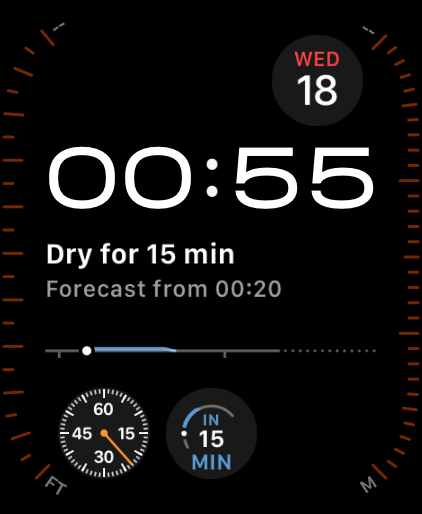 --
--
WED
18
00:55
Dry for 15 min
Forecast from 00:20
60
45
15
30
IN
15
MIN
FT
M